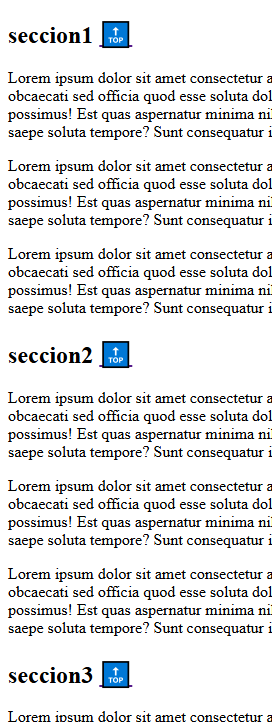 seccion1 TOP
Lorem ipsum dolor sit amet consectetur a
obcaecati sed officia quod esse soluta dol
possimus! Est quas aspernatur minima ni
saepe soluta tempore? Sunt consequatur i
Lorem ipsum dolor sit amet consectetur a
obcaecati sed officia quod esse soluta dol
possimus! Est quas aspernatur minima ni
saepe soluta tempore? Sunt consequatur i
Lorem ipsum dolor sit amet consectetur a
obcaecati sed officia quod esse soluta dol
possimus! Est quas aspernatur minima ni
saepe soluta tempore? Sunt consequatur i
seccion2 TOP
Lorem ipsum dolor sit amet consectetur a
obcaecati sed officia quod esse soluta dol
possimus! Est quas aspernatur minima ni
saepe soluta tempore? Sunt consequatur i
Lorem ipsum dolor sit amet consectetur a
obcaecati sed officia quod esse soluta dol
possimus! Est quas aspernatur minima ni
saepe soluta tempore? Sunt consequatur i
Lorem ipsum dolor sit amet consectetur a
obcaecati sed officia quod esse soluta dol
possimus! Est quas aspernatur minima ni
saepe soluta tempore? Sunt consequatur i
seccion3 TOP
Lorem ipsum dolor sit amet consectetur a